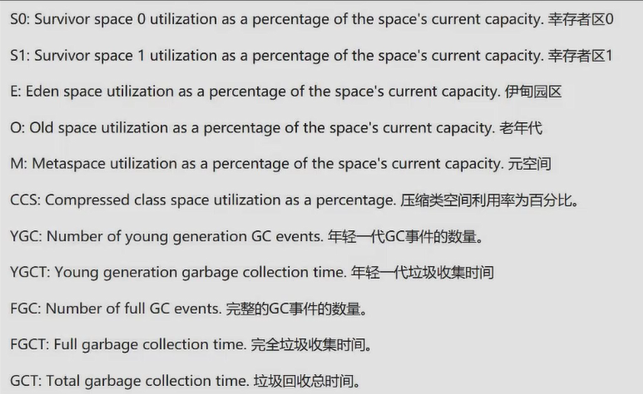 S0: Survivor space 0 utilization as a percentage of the space's current capacity. 幸存者区0
S1: Survivor space 1 utilization as a percentage of the space's current capacity. 幸存者区1
E: Eden space utilization as a percentage of the space's current capacity. 伊甸园区
O: Old space utilization as a percentage of the space's current capacity. 老年代
M: Metaspace utilization as a percentage of the space's current capacity. 元空间
CCS: Compressed class space utilization as a percentage. 压缩类空间利用率为百分比。
YGC: Number of young generation GC events. 年轻一代GC事件的数量。
YGCT: Young generation garbage collection time. 年轻一代垃圾收集时间
FGC: Number of full GC events. 完整的GC事件的数量。
FGCT: Full garbage collection time. 完全垃圾收集时间。
GCT: Total garbage collection time. 垃圾回收总时间。